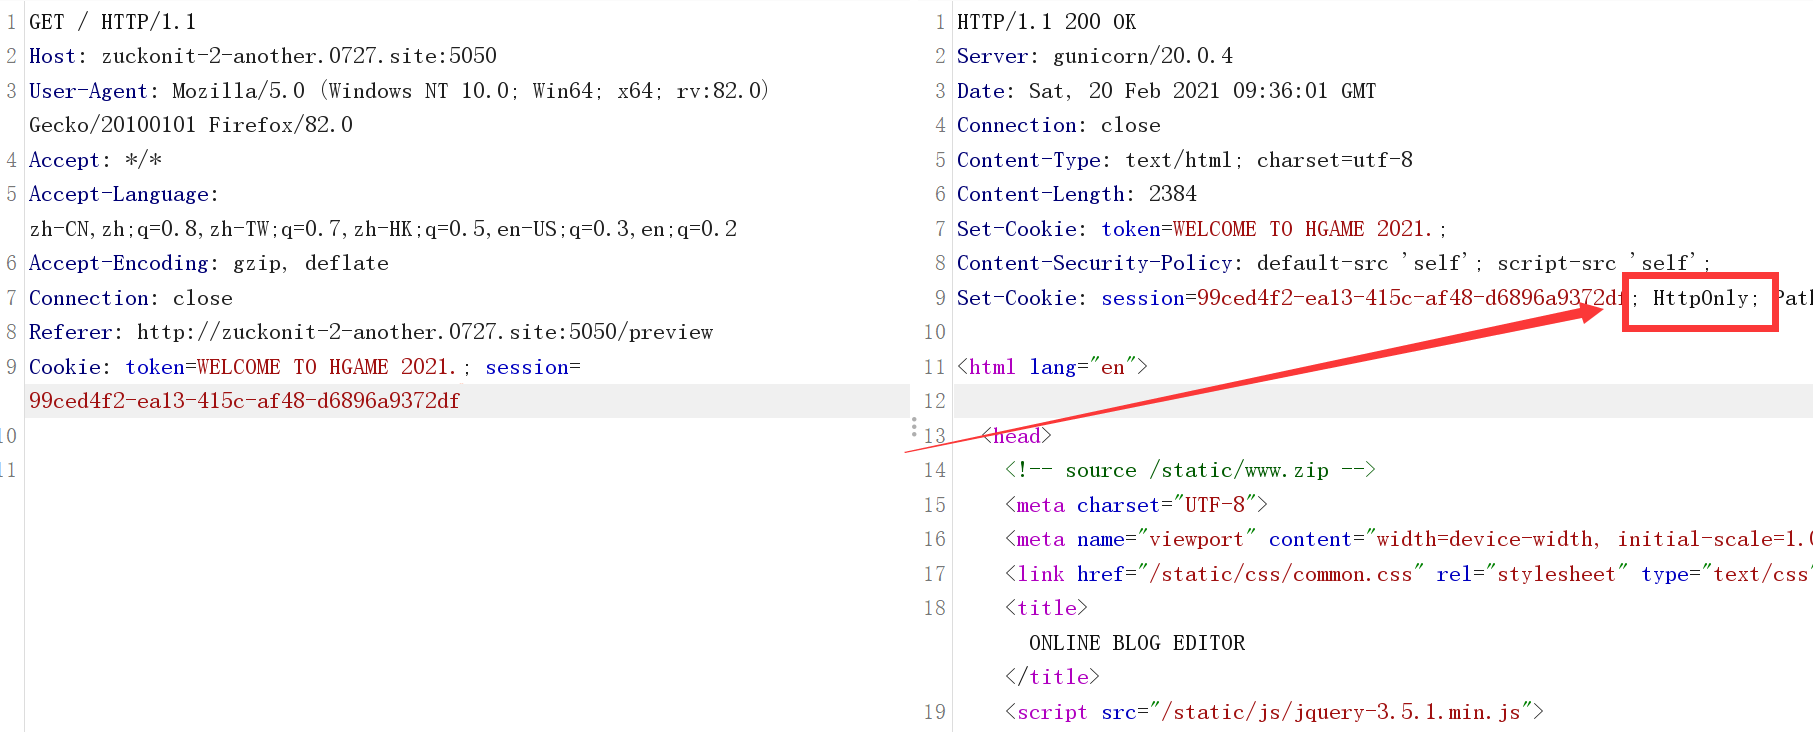 1 GET / HTTP/1.1
2 Host: zuckonit-2-another.0727.site:5050
3 User-Agent: Mozilla/5.0 (Windows NT 10.0; Win64; x64; rv:82.0)
Gecko/20100101 Firefox/82.0
4 Accept: */*
5 Accept-Language:
zh-CN,zh;q=0.8,zh-TW;q=0.7,zh-HK;q=0.5,en-US;q=0.3,en;q=0.2
6 Accept-Encoding: gzip, deflate
7 Connection: close
8 Referer: http://zuckonit-2-another.0727.site:5050/preview
9 Cookie: token=WELCOME TO HGAME 2021.; session=
99ced4f2-ea13-415c-af48-d6896a9372df
10
11
1 HTTP/1.1 200 OK
2 Server: gunicorn/20.0.4
3 Date: Sat, 20 Feb 2021 09:36:01 GMT
4 Connection: close
5 Content-Type: text/html; charset=utf-8
6 Content-Length: 2384
7 Set-Cookie: token=WELCOME TO HGAME 2021.;
8 Content-Security-Policy: default-src 'self'; script-src 'self';
9 Set-Cookie: session=99ced4f2-ea13-415c-af48-d6896a9372df; HttpOnly; Path
10
11 <html lang="en">
12
13 <head>
14 <!-- source /static/www.zip -->
15 <meta charset="UTF-8">
16 <meta name="viewport" content="width=device-width, initial-scale=1.0
17 <link href="/static/css/common.css" rel="stylesheet" type="text/css"
18 <title>
ONLINE BLOG EDITOR
</title>
19 <script src="/static/js/jquery-3.5.1.min.js">